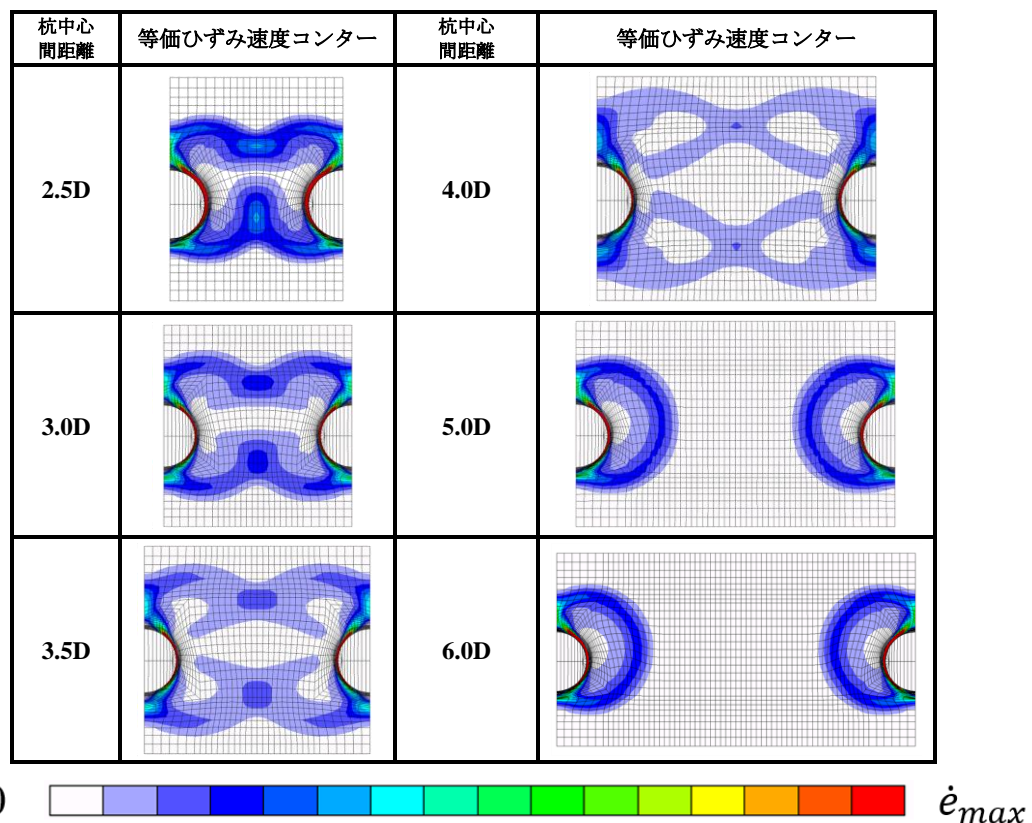 杭中心
間距離
等価ひずみ速度コンター
杭中心
間距離
等価ひずみ速度コンター
2.5D
4.0D
3.0D
5.0D
3.5D
6.0D
ė_max